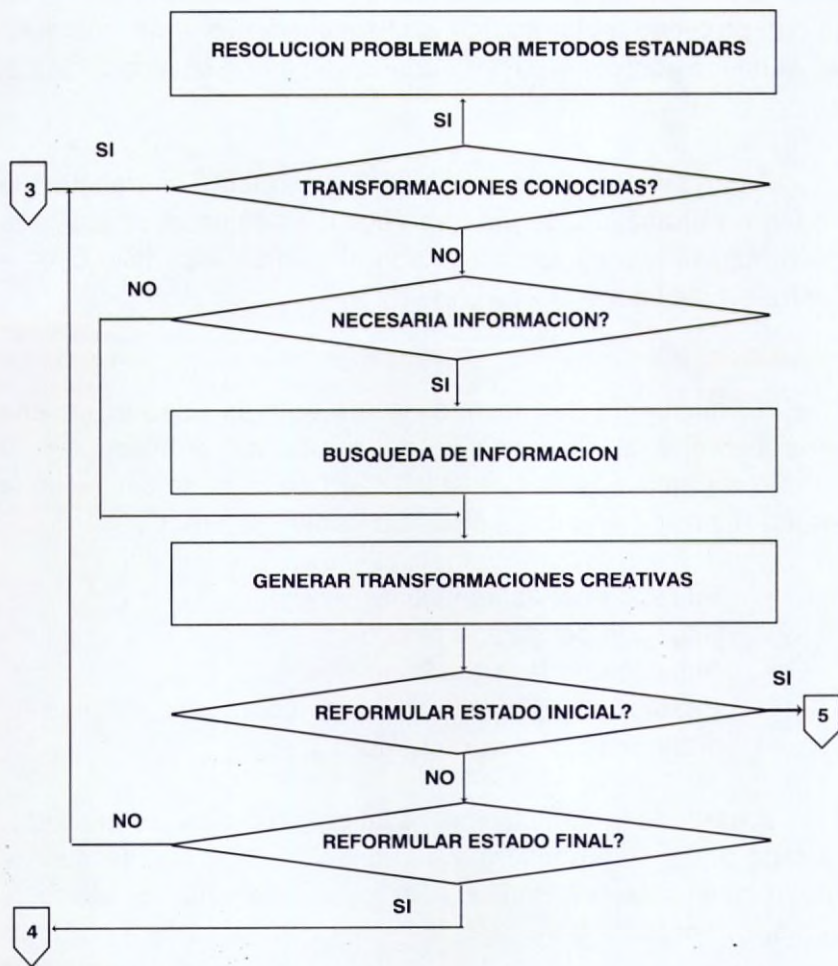 RESOLUCION PROBLEMA POR METODOS ESTANDARS
SI
SI
3
TRANSFORMACIONES CONOCIDAS?
NO
NO
NECESARIA INFORMACION?
SI
BUSQUEDA DE INFORMACION
GENERAR TRANSFORMACIONES CREATIVAS
SI
REFORMULAR ESTADO INICIAL?
5
NO
NO
REFORMULAR ESTADO FINAL?
SI
4